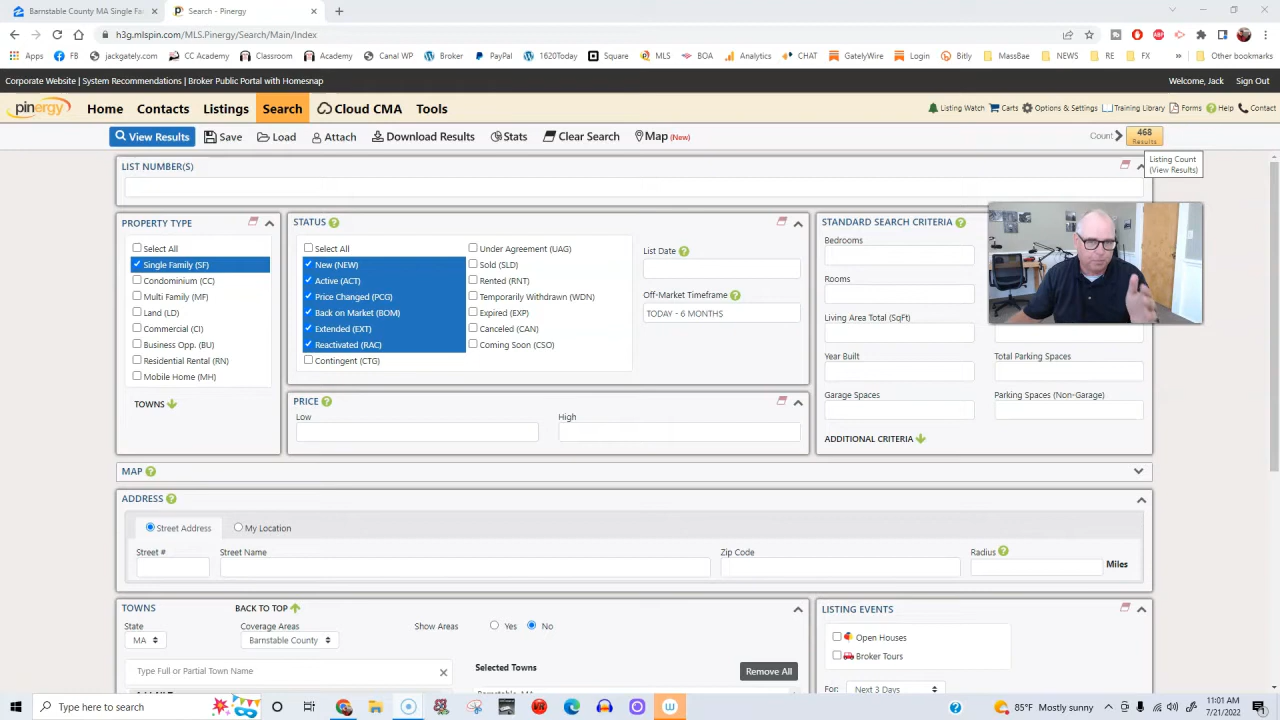 Barnstable County MA Single F
Search - Pinergy
h3g.mlspin.com/MLS.Pinergy/Search/Main/Index
Apps
FB
jackgately.com
CC Academy
Classroom
Academy
Canal WP
Broker
PayPal
1620Today
Square
MLS
BOA
Analytics
CHAT
GatelyWire
Login
Bitly
MassBae
NEWS
RE
FX
»
Other bookmarks
Corporate Website | System Recommendations | Broker Public Portal with Homesnap
Welcome, Jack
Sign Out
pinergy
Home
Contacts
Listings
Search
Cloud CMA
Tools
Listing Watch
Carts
Options & Settings
Training Library
Forms
Help
Contact
View Results
Save
Load
Attach
Download Results
Stats
Clear Search
Map (New)
Count
468
Results
Listing Count
(View Results)
LIST NUMBER(S)
PROPERTY TYPE
Select All
Single Family (SF)
Condominium (CC)
Multi Family (MF)
Land (LD)
Commercial (CI)
Business Opp. (BU)
Residential Rental (RN)
Mobile Home (MH)
TOWNS
STATUS
Select All
New (NEW)
Active (ACT)
Price Changed (PCG)
Back on Market (BOM)
Extended (EXT)
Reactivated (RAC)
Contingent (CTG)
Under Agreement (UAG)
Sold (SLD)
Rented (RNT)
Temporarily Withdrawn (WDN)
Expired (EXP)
Canceled (CAN)
Coming Soon (CSO)
List Date
Off-Market Timeframe
TODAY - 6 MONTHS
PRICE
Low
High
STANDARD SEARCH CRITERIA
Bedrooms
Rooms
Living Area Total (SqFt)
Year Built
Total Parking Spaces
Garage Spaces
Parking Spaces (Non-Garage)
ADDITIONAL CRITERIA
MAP
ADDRESS
Street Address
My Location
Street #
Street Name
Zip Code
Radius
Miles
TOWNS
BACK TO TOP
State
MA
Coverage Areas
Barnstable County
Show Areas
Yes
No
Type Full or Partial Town Name
Selected Towns
Remove All
LISTING EVENTS
Open Houses
Broker Tours
For:
Next 3 Days
Type here to search
85°F Mostly sunny
11:01 AM
7/21/2022